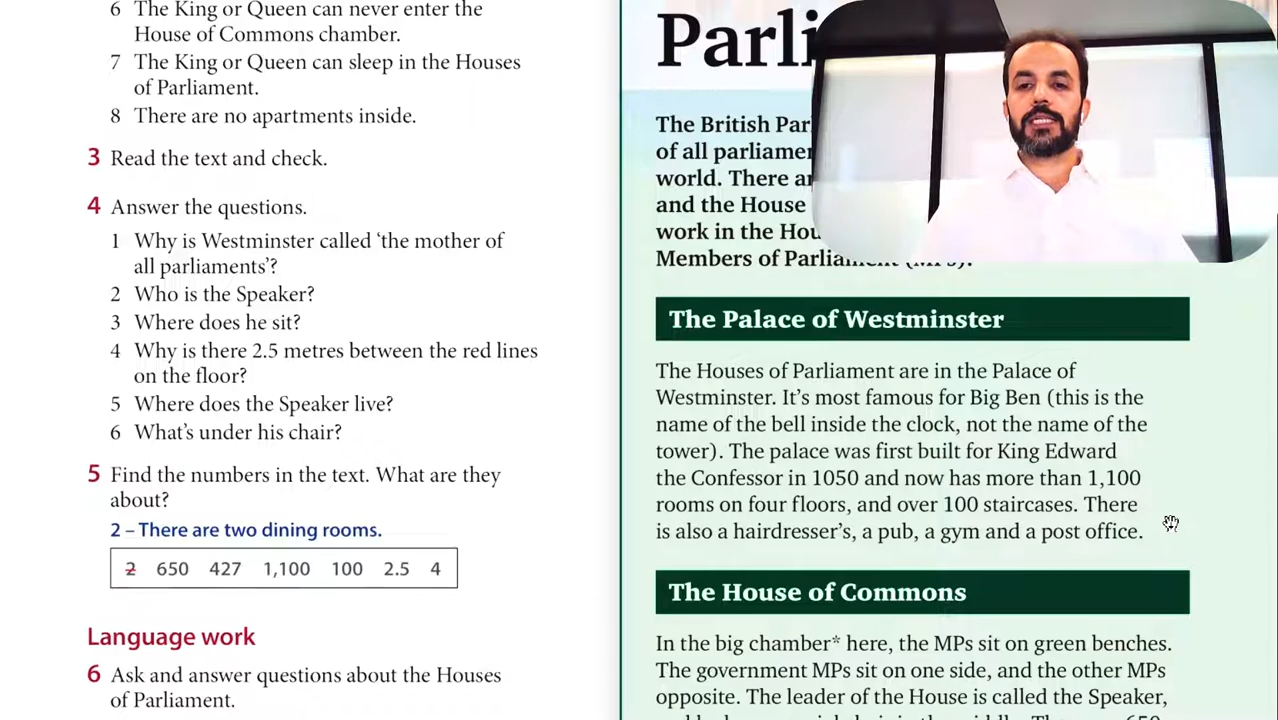 6 The King or Queen can never enter the
House of Commons chamber.
7 The King or Queen can sleep in the Houses
of Parliament.
8 There are no apartments inside.
3 Read the text and check.
4 Answer the questions.
1 Why is Westminster called ‘the mother of
all parliaments’?
2 Who is the Speaker?
3 Where does he sit?
4 Why is there 2.5 metres between the red lines
on the floor?
5 Where does the Speaker live?
6 What’s under his chair?
5 Find the numbers in the text. What are they
about?
2 – There are two dining rooms.
2 650 427 1,100 100 2.5 4
Language work
6 Ask and answer questions about the Houses
of Parliament.
Parli
The British Par
of all parliamen
world. There ar
and the House
work in the Hou
Members of Parliament (MPs).
The Palace of Westminster
The Houses of Parliament are in the Palace of
Westminster. It’s most famous for Big Ben (this is the
name of the bell inside the clock, not the name of the
tower). The palace was first built for King Edward
the Confessor in 1050 and now has more than 1,100
rooms on four floors, and over 100 staircases. There
is also a hairdresser’s, a pub, a gym and a post office.
The House of Commons
In the big chamber* here, the MPs sit on green benches.
The government MPs sit on one side, and the other MPs
opposite. The leader of the House is called the Speaker,